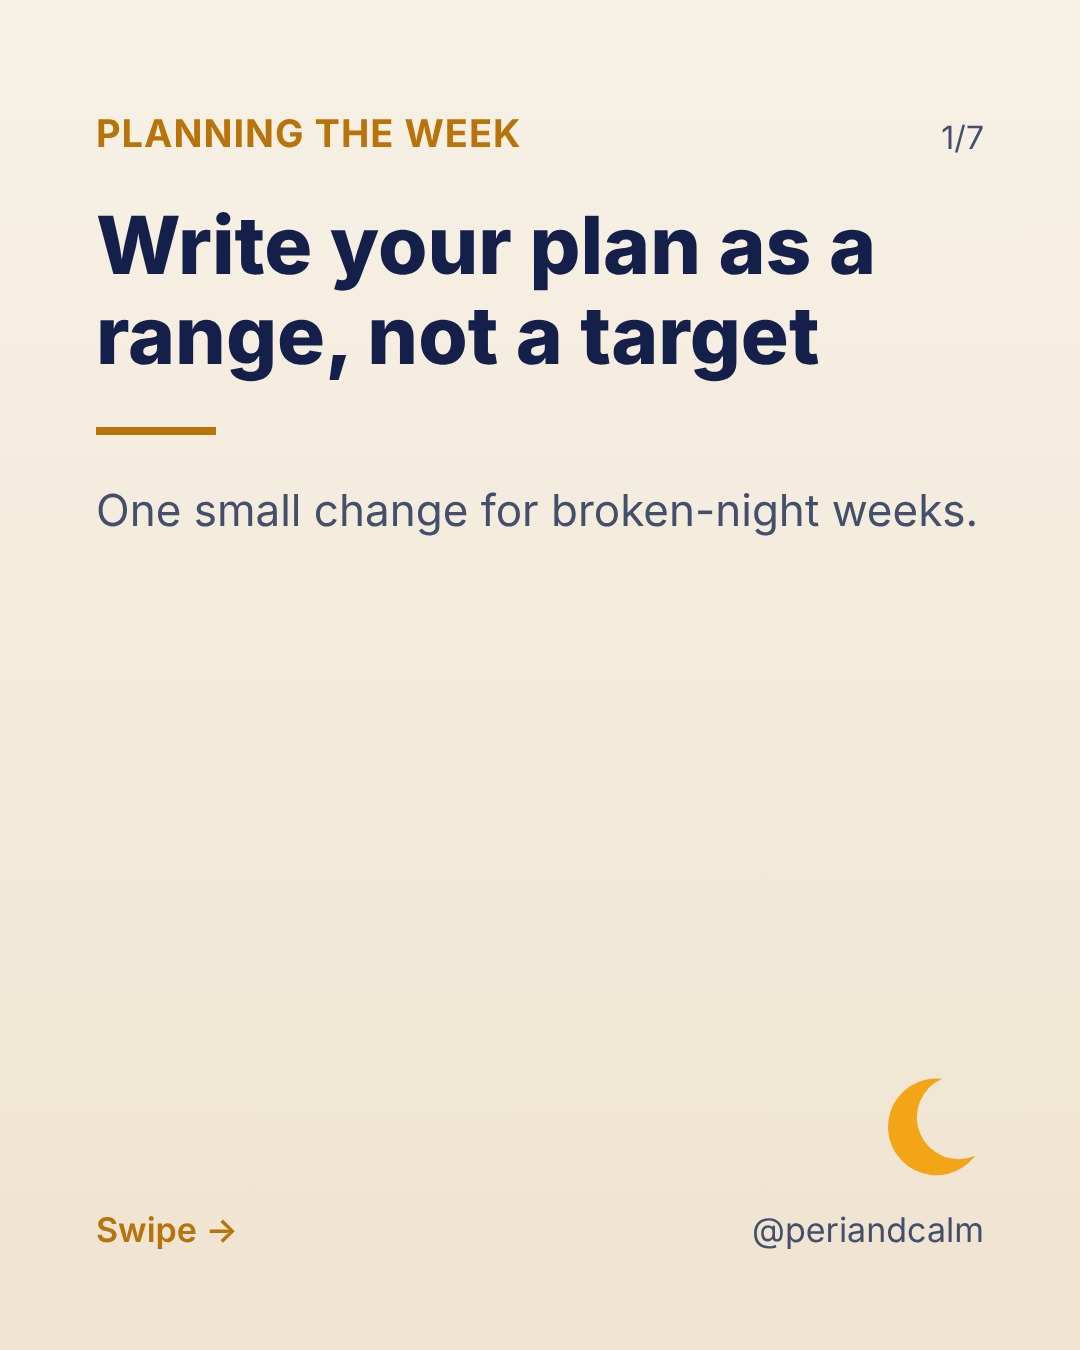 PLANNING THE WEEK
1/7
Write your plan as a
range, not a target
One small change for broken-night weeks.
Swipe →
@periandcalm